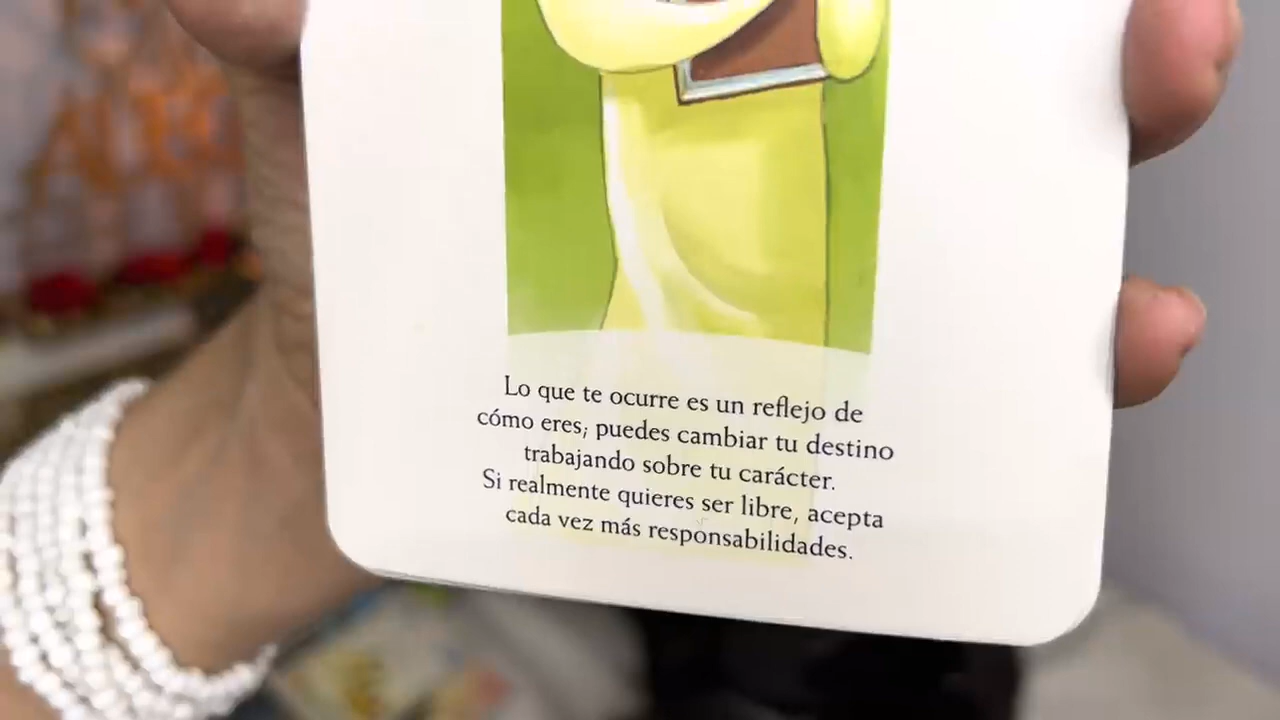 Lo que te ocurre es un reflejo de
cómo eres; puedes cambiar tu destino
trabajando sobre tu carácter.
Si realmente quieres ser libre, acepta
cada vez más responsabilidades.